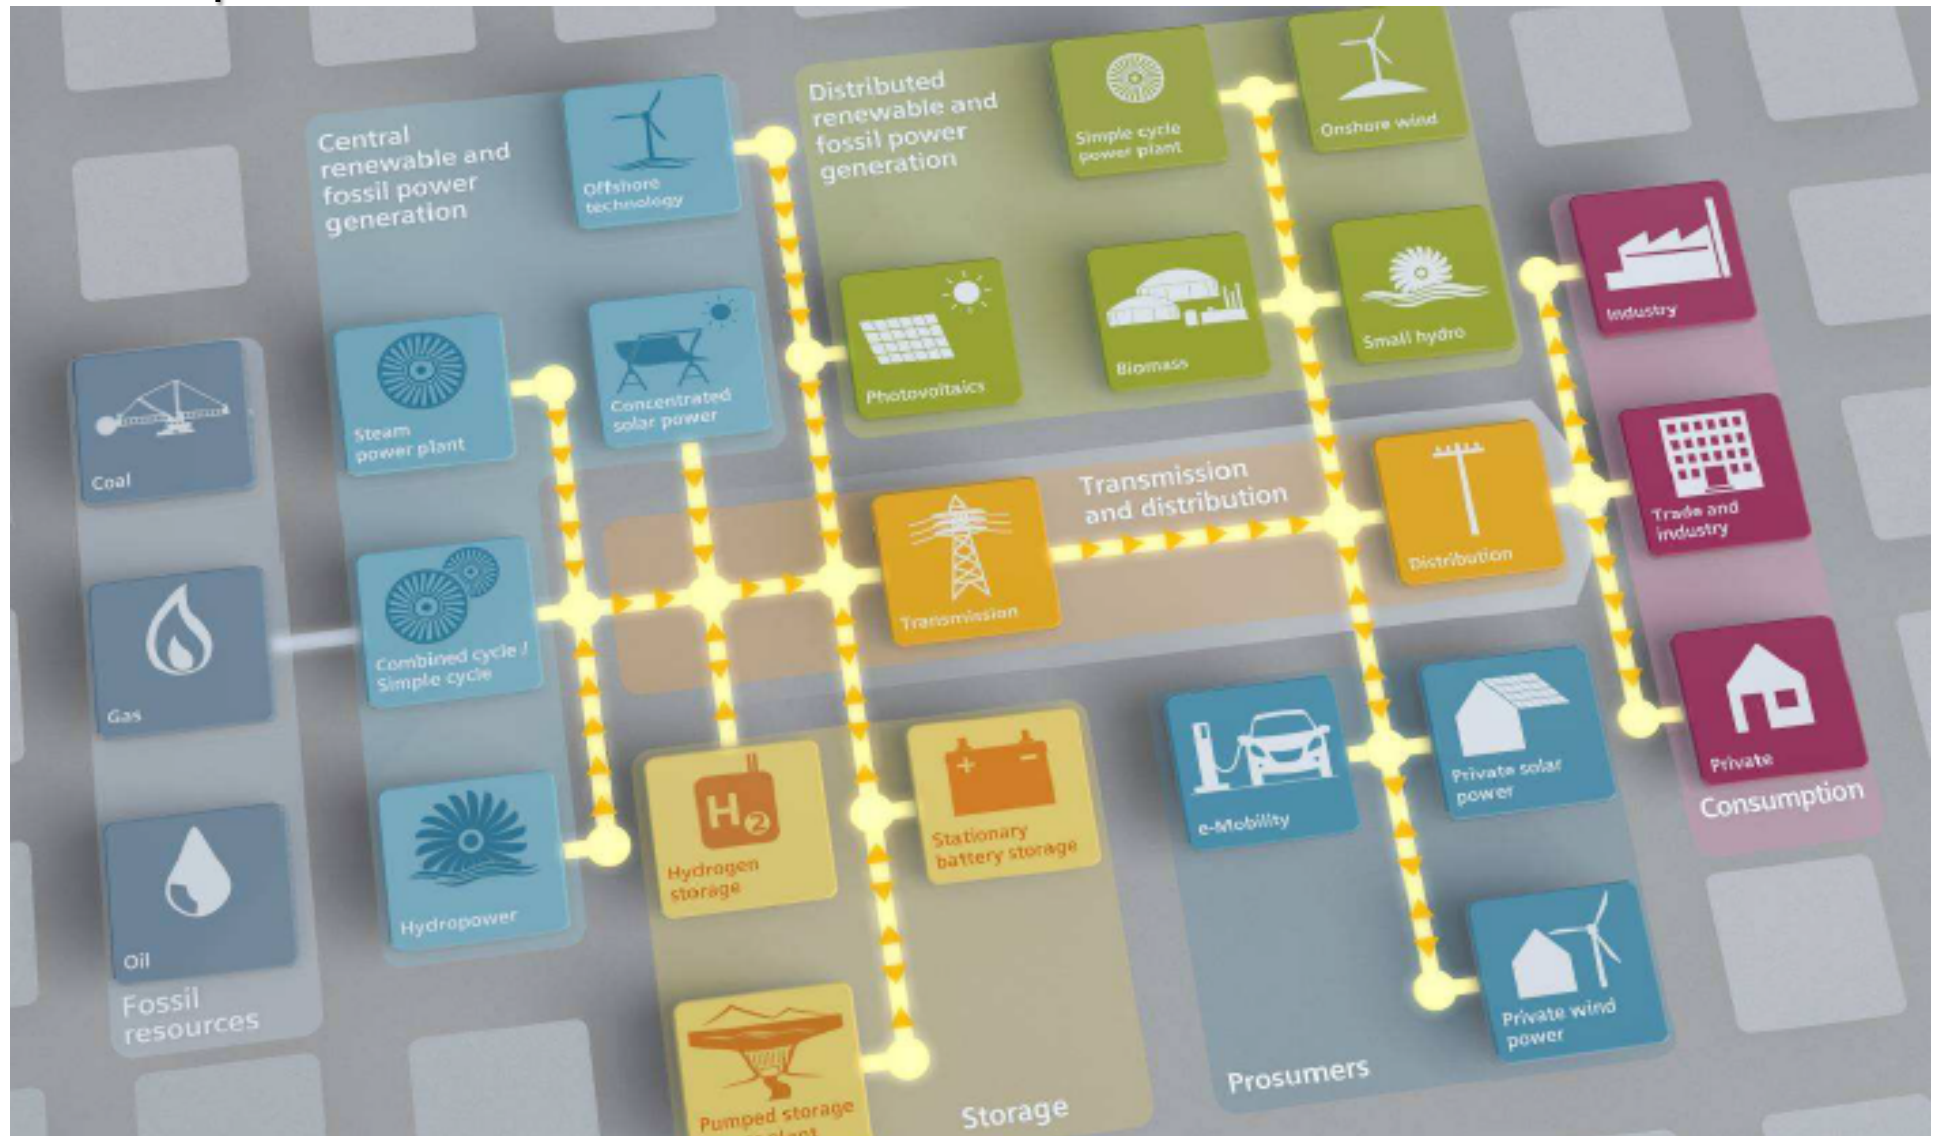 Central
renewable and
fossil power
generation
Offshore
technology
Steam
power plant
Concentrated
solar power
Combined cycle /
Simple cycle
Hydropower
Coal
Gas
Oil
Fossil
resources
Distributed
renewable and
fossil power
generation
Simple cycle
power plant
Onshore wind
Photovoltaics
Biomass
Small hydro
Transmission
and distribution
Transmission
Distribution
Industry
Trade and
industry
Private
Consumption
H2
Hydrogen
storage
+ −
Stationary
battery storage
Pumped storage
Storage
e-Mobility
Private solar
power
Private wind
power
Prosumers